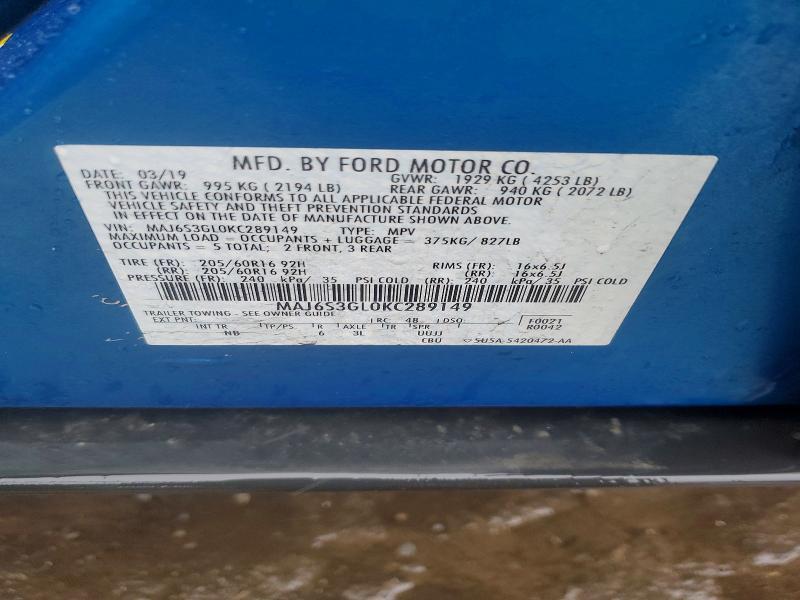 MFD. BY FORD MOTOR CO.
DATE: 03/19 GVWR: 1929 KG ( 4253 LB)
FRONT GAWR: 995 KG ( 2194 LB) REAR GAWR: 940 KG ( 2072 LB)
THIS VEHICLE CONFORMS TO ALL APPLICABLE FEDERAL MOTOR
VEHICLE SAFETY AND THEFT PREVENTION STANDARDS
IN EFFECT ON THE DATE OF MANUFACTURE SHOWN ABOVE.
VIN: MAJ6S3GL0KC289149 TYPE: MPV
MAXIMUM LOAD = OCCUPANTS + LUGGAGE = 375KG/ 827LB
OCCUPANTS = 5 TOTAL; 2 FRONT, 3 REAR
TIRE (FR): 205/60R16 92H RIMS (FR): 16x6.5J
(RR): 205/60R16 92H (RR): 16x6.5J
PRESSURE (FR): 240 kPa/ 35 PSI COLD (RR): 240 kPa/ 35 PSI COLD
MAJ6S3GL0KC289149
TRAILER TOWING - SEE OWNER GUIDE
EXT PNT: RC: 4B DSO: F0021
INT TR TP/PS R AXLE TR SPR R0042
NB 6 3L UUJJ
CBU 5U5A-5420472-AA